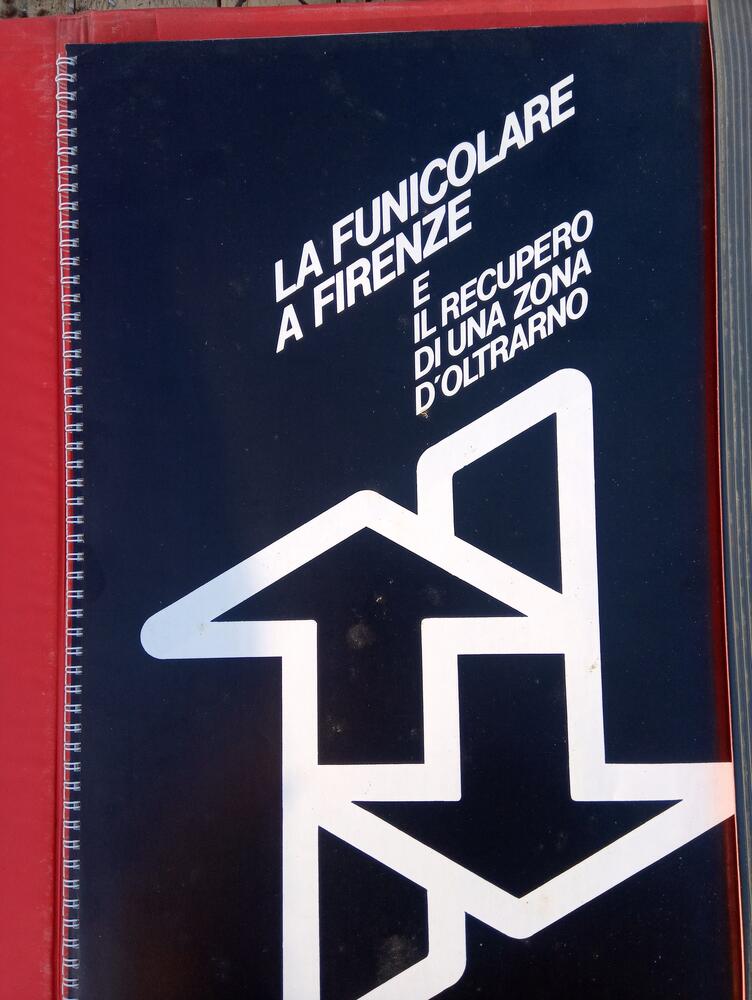 LA FUNICOLARE
A FIRENZE
E
IL RECUPERO
DI UNA ZONA
D'OLTRARNO